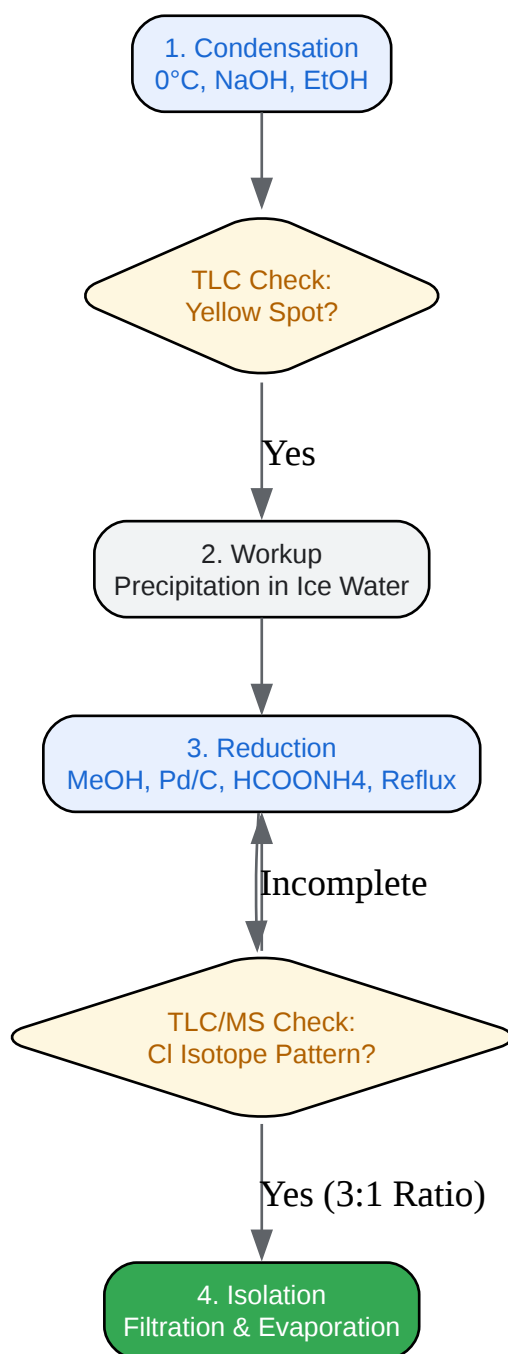 1. Condensation
0°C, NaOH, EtOH
TLC Check:
Yellow Spot?
Yes
2. Workup
Precipitation in Ice Water
3. Reduction
MeOH, Pd/C, HCOONH4, Reflux
Incomplete
TLC/MS Check:
Cl Isotope Pattern?
Yes (3:1 Ratio)
4. Isolation
Filtration & Evaporation